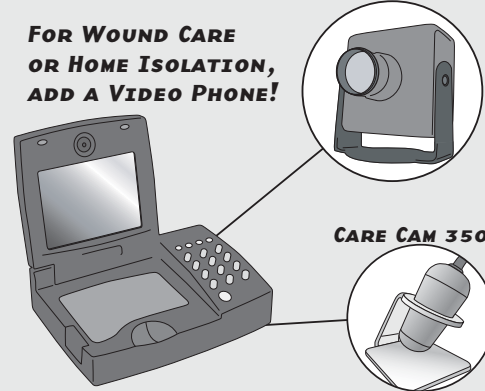 For Wound Care
or Home Isolation,
add a Video Phone!
Care Cam 350